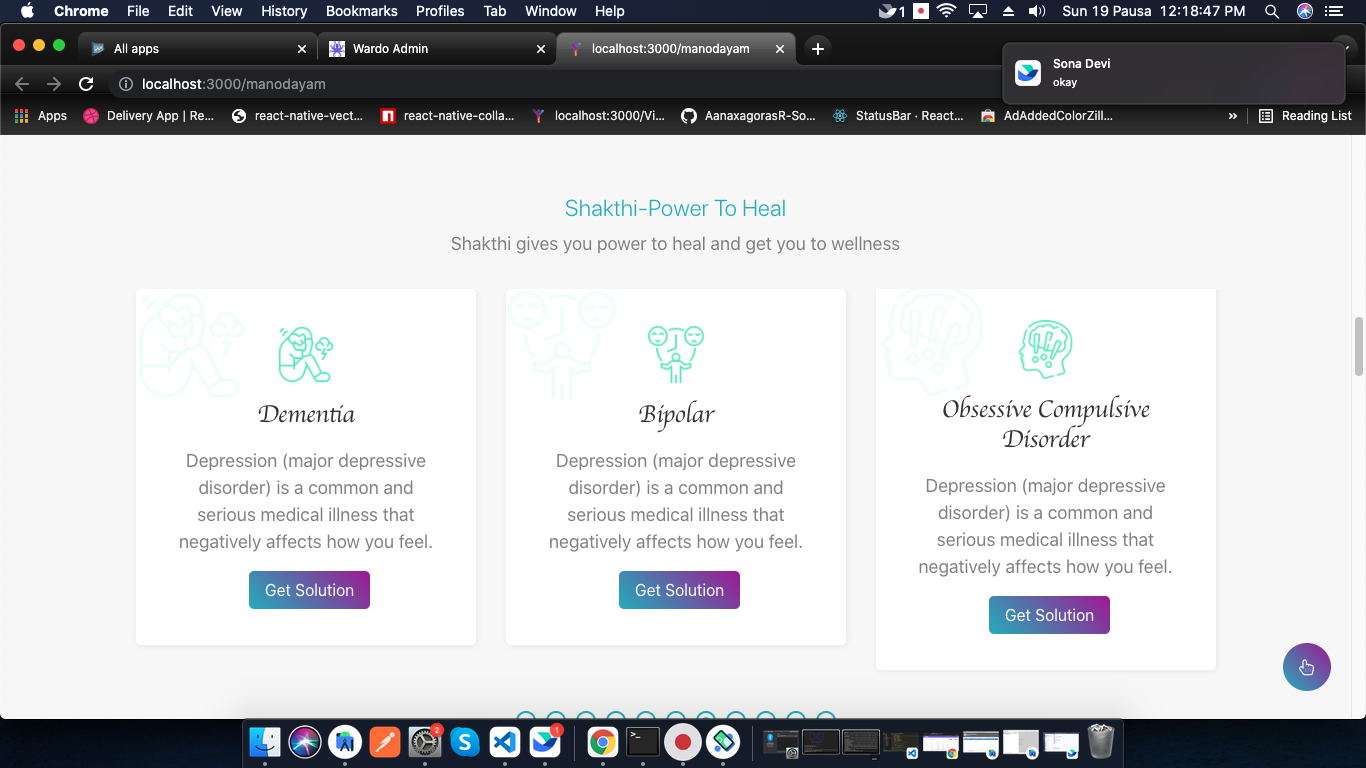 Chrome File Edit View History Bookmarks Profiles Tab Window Help 1 Sun 19 Pausa 12:18:47 PM
All apps Wardo Admin localhost:3000/manodayam
localhost:3000/manodayam
Sona Devi
okay
Apps Delivery App | Re... react-native-vect... react-native-colla... localhost:3000/Vi... AanaxagorasR-So... StatusBar · React... AdAddedColorZill... » Reading List
Shakthi-Power To Heal
Shakthi gives you power to heal and get you to wellness
Dementia
Depression (major depressive
disorder) is a common and
serious medical illness that
negatively affects how you feel.
Get Solution
Bipolar
Depression (major depressive
disorder) is a common and
serious medical illness that
negatively affects how you feel.
Get Solution
Obsessive Compulsive
Disorder
Depression (major depressive
disorder) is a common and
serious medical illness that
negatively affects how you feel.
Get Solution
2 1